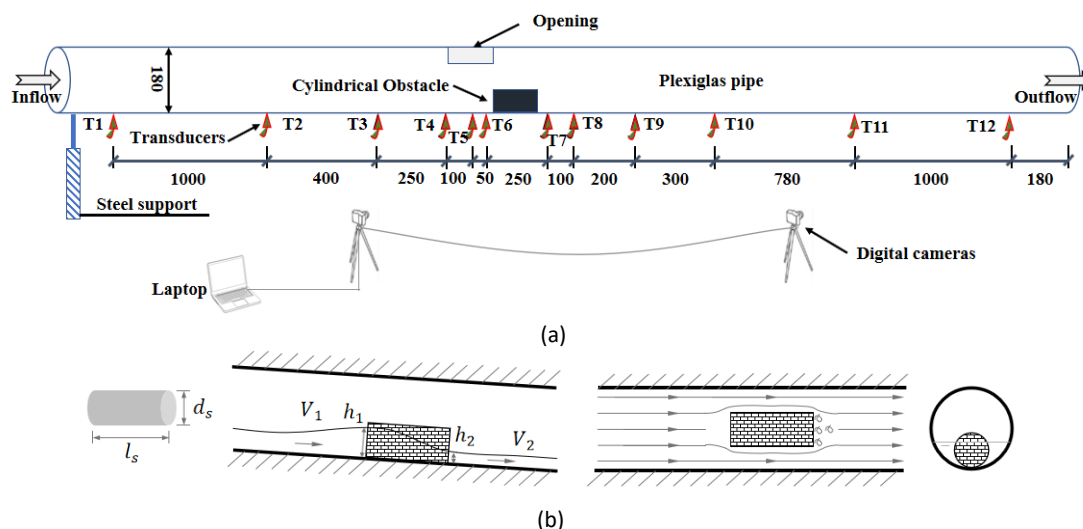 Opening
Cylindrical Obstacle
Plexiglas pipe
180
Inflow
Outflow
T1 T2 T3 T4 T5 T6 T7 T8 T9 T10 T11 T12
Transducers
1000 400 250 100 50 250 100 200 300 780 1000 180
Steel support
Digital cameras
Laptop
(a)
d_s
l_s
V_1 h_1 h_2 V_2
(b)